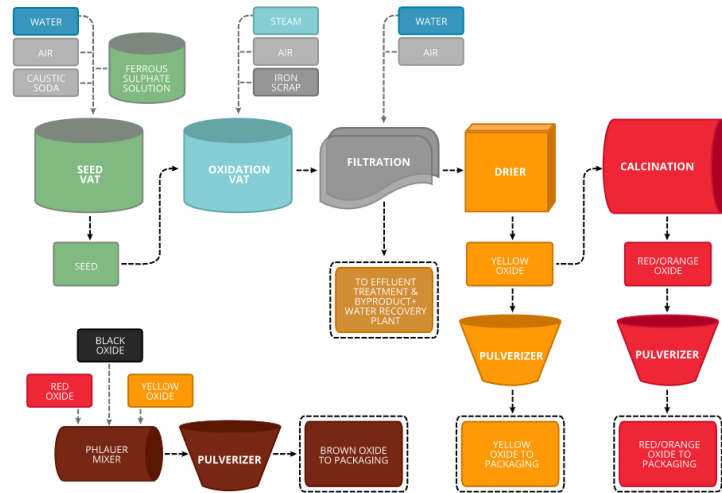 WATER
AIR
CAUSTIC
SODA
FERROUS
SULPHATE
SOLUTION
STEAM
AIR
IRON
SCRAP
WATER
AIR
SEED
VAT
OXIDATION
VAT
FILTRATION
DRIER
CALCINATION
SEED
TO EFFLUENT
TREATMENT &
BYPRODUCT+
WATER RECOVERY
PLANT
YELLOW
OXIDE
RED/ORANGE
OXIDE
PULVERIZER
PULVERIZER
BLACK
OXIDE
RED
OXIDE
YELLOW
OXIDE
PHLAUER
MIXER
PULVERIZER
BROWN OXIDE
TO PACKAGING
YELLOW
OXIDE TO
PACKAGING
RED/ORANGE
OXIDE TO
PACKAGING